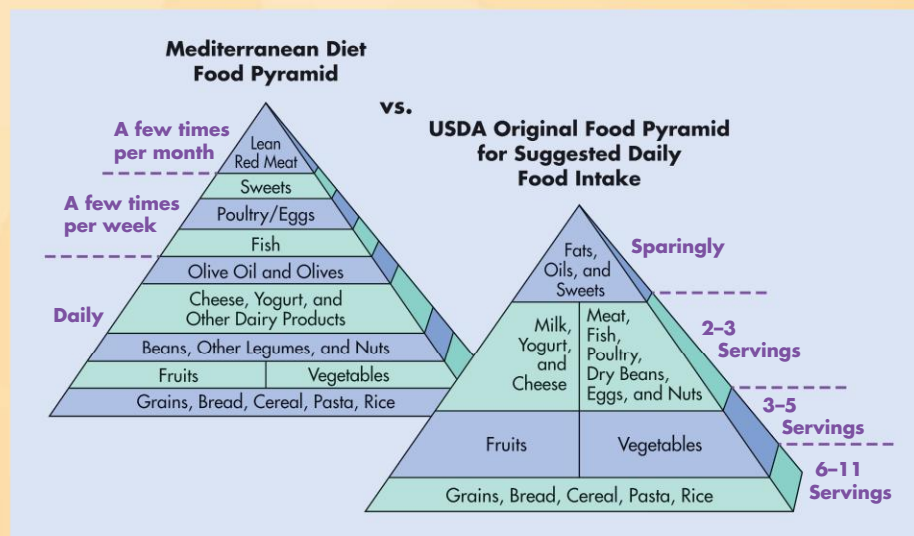 Mediterranean Diet
Food Pyramid
vs.
USDA Original Food Pyramid
for Suggested Daily
Food Intake
A few times
per month
Lean
Red Meat
Sweets
A few times
per week
Poultry/Eggs
Fish
Olive Oil and Olives
Daily
Cheese, Yogurt, and
Other Dairy Products
Beans, Other Legumes, and Nuts
Fruits
Vegetables
Grains, Bread, Cereal, Pasta, Rice
Fats,
Oils, and
Sweets
Sparingly
Milk,
Yogurt,
and
Cheese
Meat,
Fish,
Poultry,
Dry Beans,
Eggs, and Nuts
2–3
Servings
Fruits
Vegetables
3–5
Servings
Grains, Bread, Cereal, Pasta, Rice
6–11
Servings